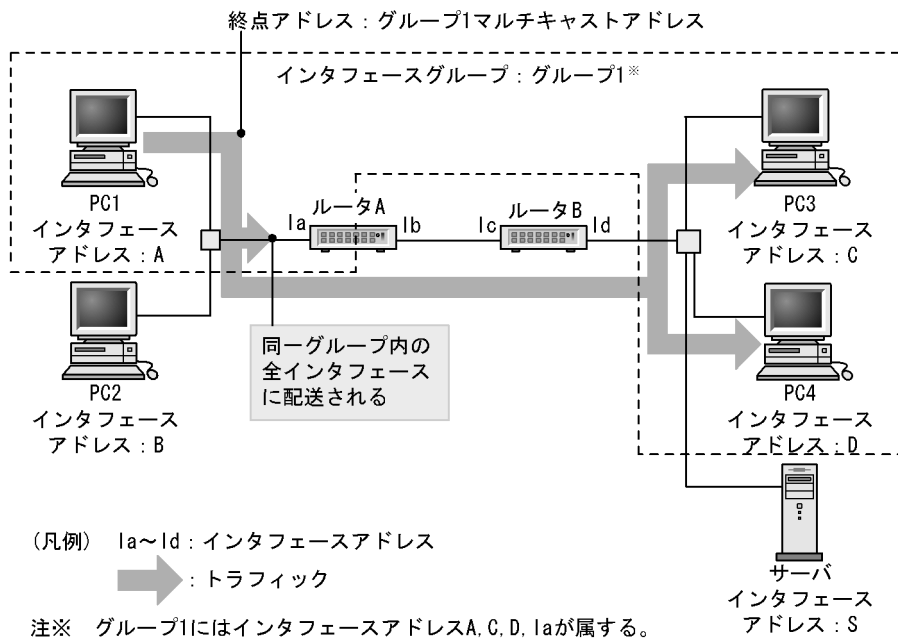 終点アドレス：グループ1マルチキャストアドレス
インタフェースグループ：グループ1※
PC1
インタフェース
アドレス：A
Ia
ルータA
Ib
Ic
ルータB
Id
PC3
インタフェース
アドレス：C
同一グループ内の
全インタフェース
に配送される
PC2
インタフェース
アドレス：B
PC4
インタフェース
アドレス：D
(凡例) Ia～Id：インタフェースアドレス
：トラフィック
サーバ
インタフェース
アドレス：S
注※ グループ1にはインタフェースアドレスA,C,D,Iaが属する。